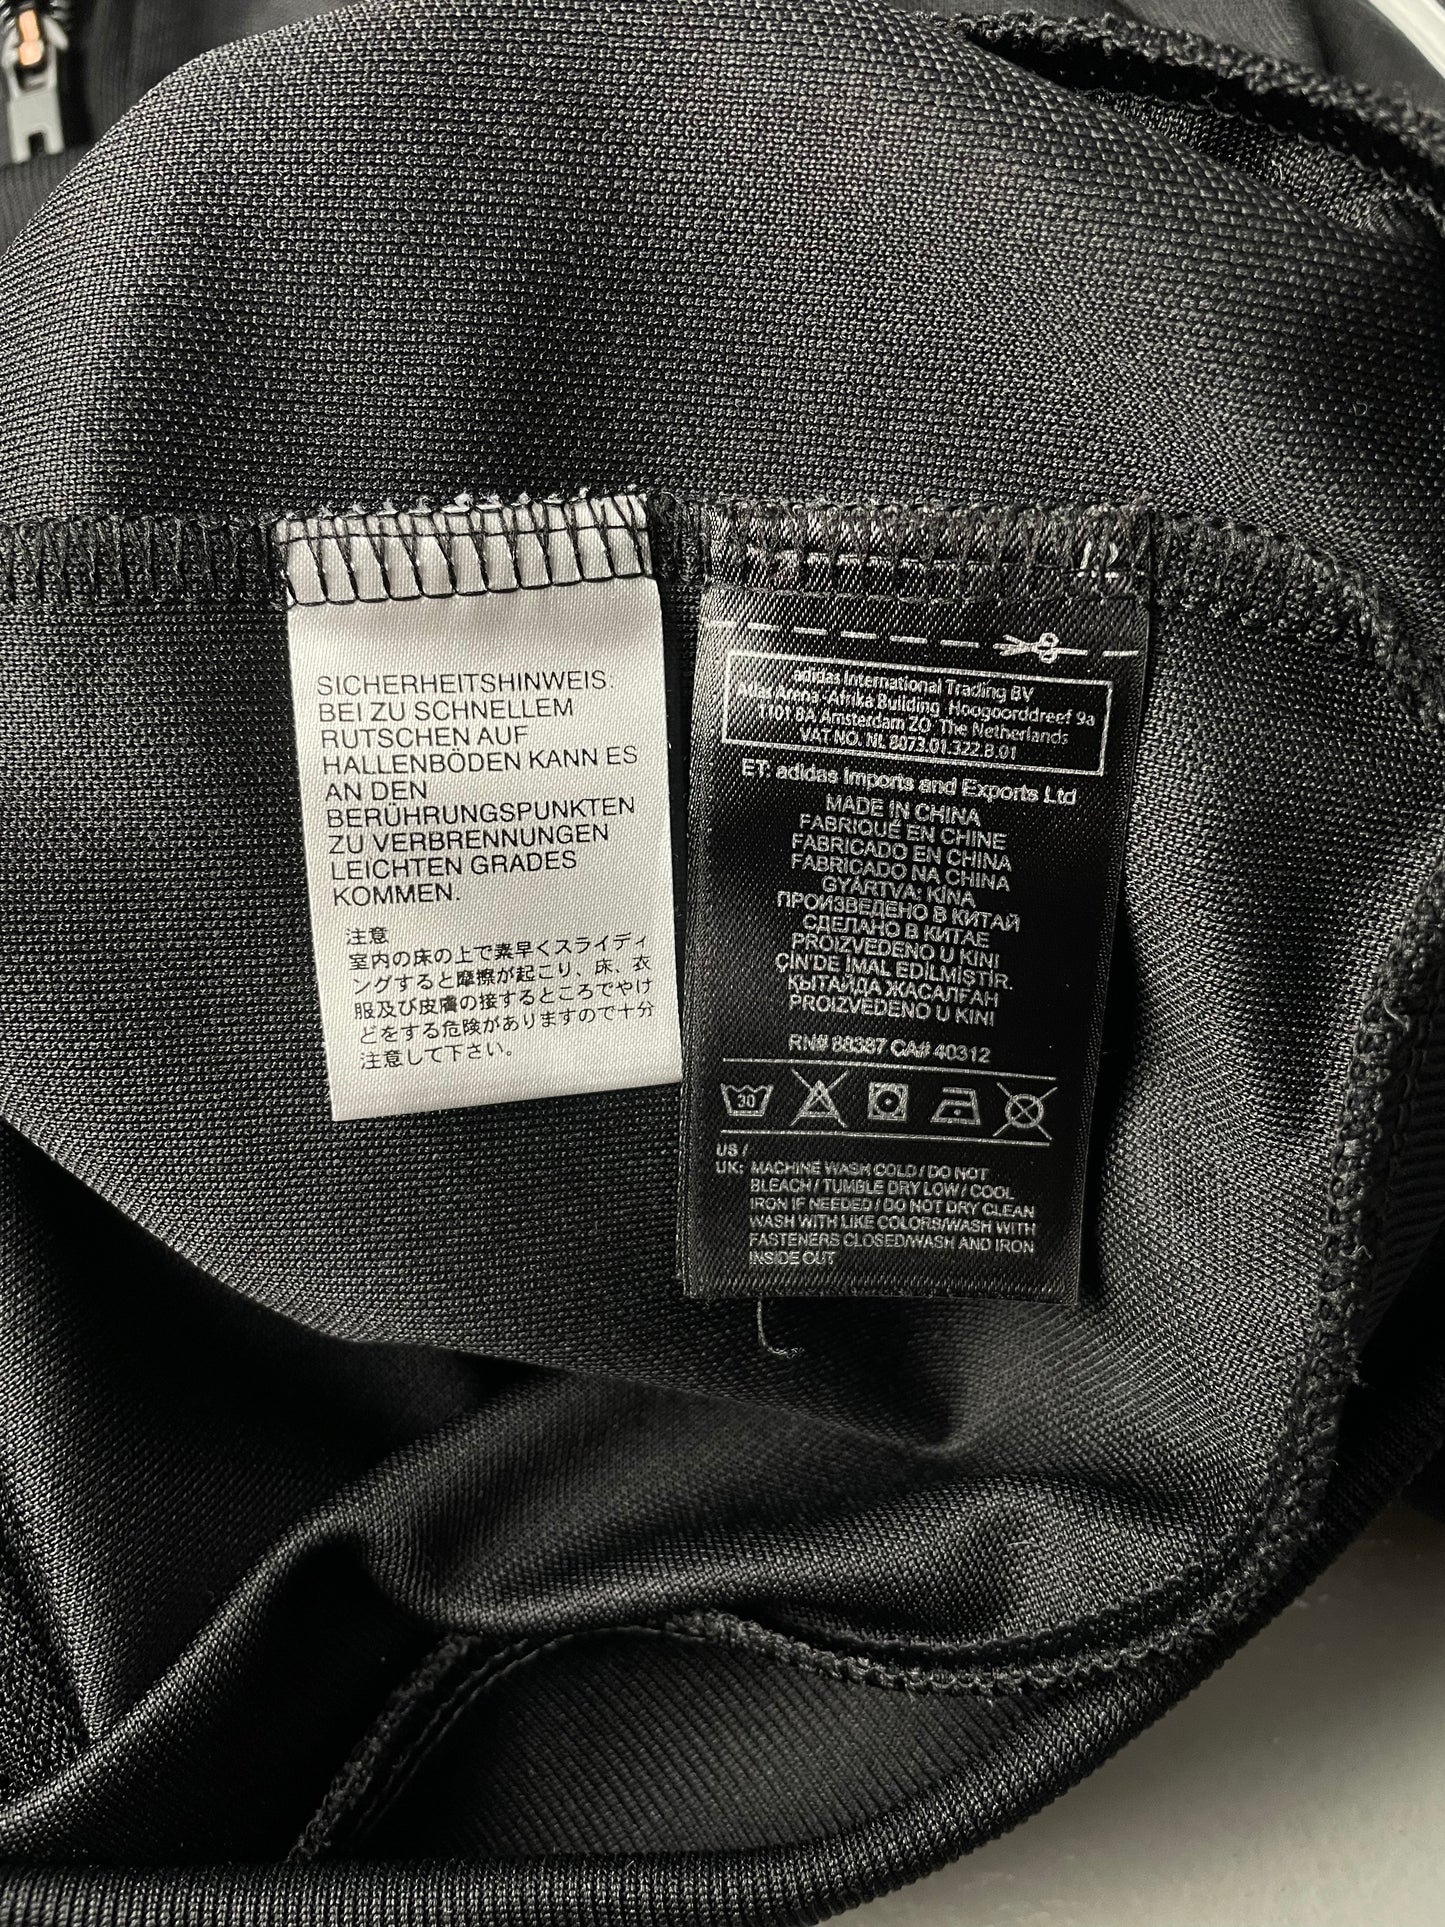 SICHERHEITSHINWEIS.
BEI ZU SCHNELLEM
RUTSCHEN AUF
HALLENBÖDEN KANN ES
AN DEN
BERÜHRUNGSPUNKTEN
ZU VERBRENNUNGEN
LEICHTEN GRADES
KOMMEN.
注意
室内の床の上で素早くスライディ
ングすると摩擦が起こり、床、衣
服及び皮膚の接するところでやけ
どをする危険がありますので十分
注意して下さい。
adidas International Trading BV
Atlas Arena -Afrika Building Hoogoorddreef 9a
1101 BA Amsterdam ZO The Netherlands
VAT NO. NL 8073.01.322.B.01
ET: adidas Imports and Exports Ltd
MADE IN CHINA
FABRIQUÉ EN CHINE
FABRICADO EN CHINA
FABRICADO NA CHINA
GYÁRTVA: KÍNA
ПРОИЗВЕДЕНО В КИТАЙ
СДЕЛАНО В КИТАЕ
PROIZVEDENO U KINI
ÇİN'DE İMAL EDİLMİŞTİR.
ҚЫТАЙДА ЖАСАЛҒАН
PROIZVEDENO U KINI
RN# 88387 CA# 40312
30
US /
UK: MACHINE WASH COLD / DO NOT
BLEACH / TUMBLE DRY LOW / COOL
IRON IF NEEDED / DO NOT DRY CLEAN
WASH WITH LIKE COLORS/WASH WITH
FASTENERS CLOSED/WASH AND IRON
INSIDE OUT